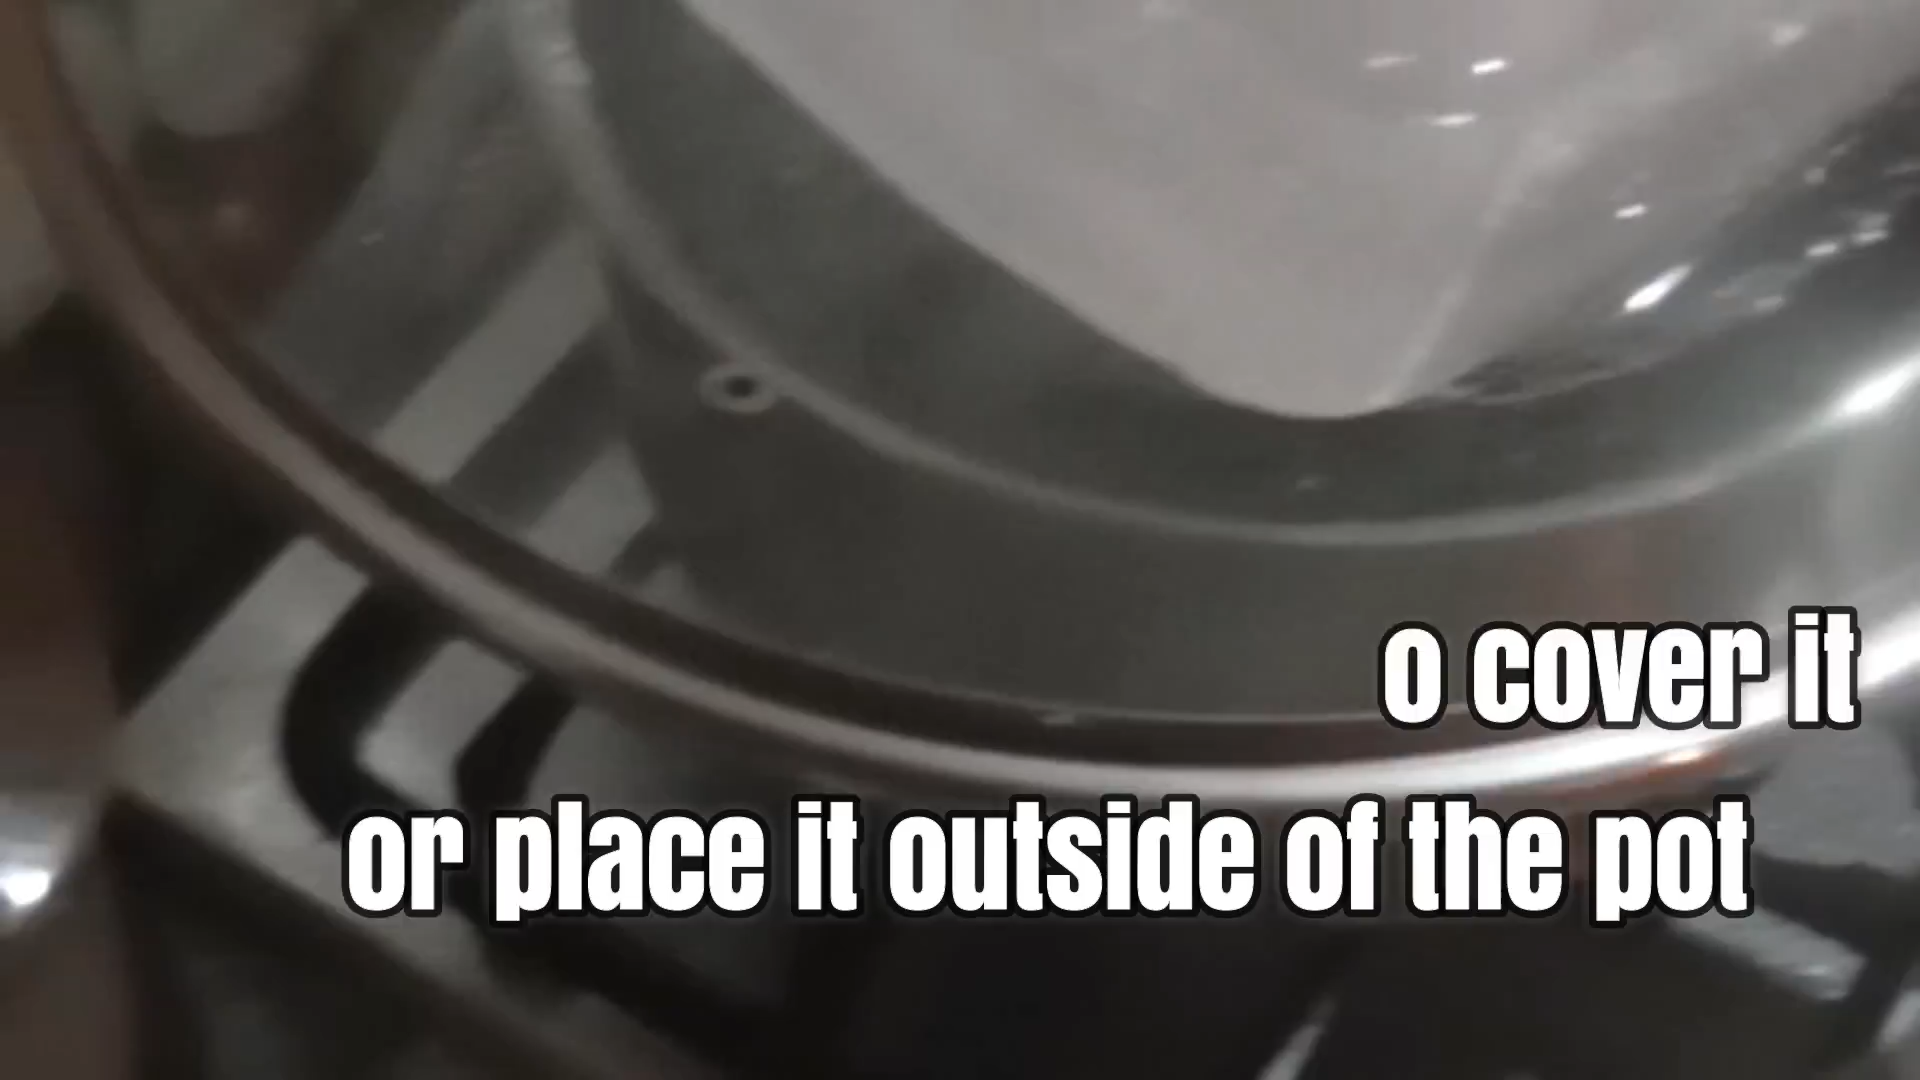 o cover it
or place it outside of the pot